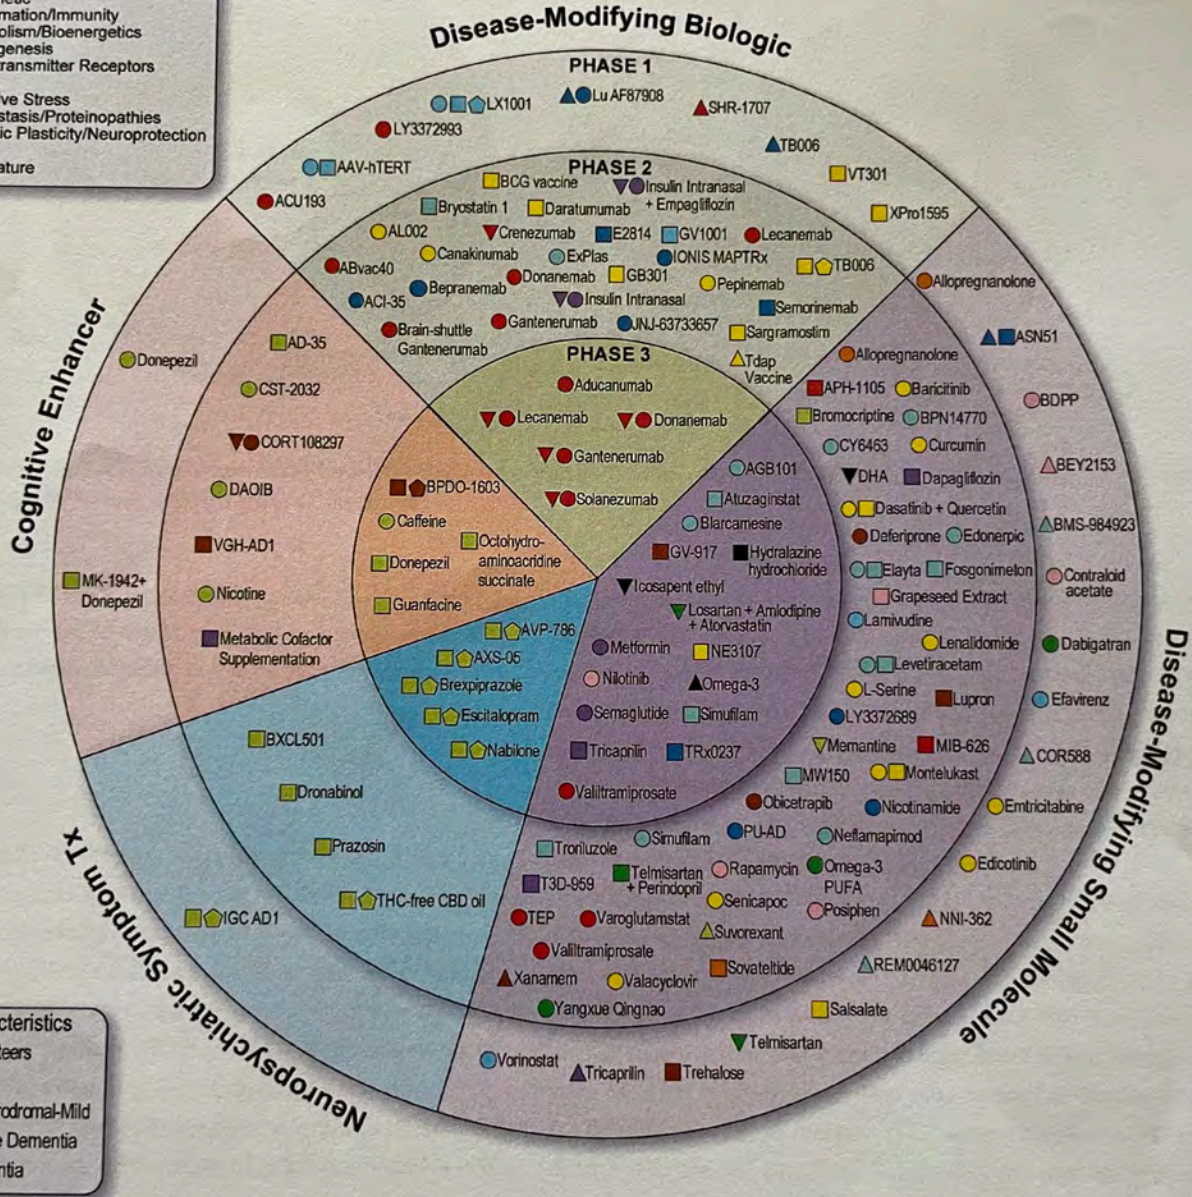 mation/Immunity
olism/Bioenergetics
genesis
ransmitter Receptors
ve Stress
stasis/Proteinopathies
ic Plasticity/Neuroprotection
ature
Disease-Modifying Biologic
PHASE 1
LX1001
Lu AF87908
SHR-1707
LY3372993
TB006
AAV-hTERT
VT301
ACU193
XPro1595
PHASE 2
BCG vaccine
Insulin Intranasal
+ Empagliflozin
Bryostatin 1
Daratumumab
AL002
Crenezumab
E2814
GV1001
Lecanemab
Canakinumab
ExPlas
IONIS MAPTRx
ABvac40
Donanemab
GB301
TB006
Bepranemab
Pepinemab
ACI-35
Insulin Intranasal
Semorinemab
Brain-shuttle
Gantenerumab
Gantenerumab
JNJ-63733657
Sargramostim
Tdap
Vaccine
PHASE 3
Aducanumab
Lecanemab
Donanemab
Gantenerumab
Solanezumab
Cognitive Enhancer
Donepezil
MK-1942+
Donepezil
AD-35
CST-2032
CORT108297
DAOIB
VGH-AD1
Nicotine
Metabolic Cofactor
Supplementation
BPDO-1603
Caffeine
Octohydro-
aminoacridine
succinate
Donepezil
Guanfacine
AVP-786
AXS-05
Brexpiprazole
Escitalopram
Nabilone
BXCL501
Dronabinol
Prazosin
THC-free CBD oil
IGC AD1
Neuropsychiatric Symptom Tx
AGB101
Atuzaginstat
Blarcamesine
GV-917
Hydralazine
hydrochloride
Icosapent ethyl
Losartan + Amlodipine
+ Atorvastatin
Metformin
NE3107
Nilotinib
Omega-3
Semaglutide
Simufilam
Tricaprilin
TRx0237
Valiltramiprosate
Allopregnanolone
APH-1105
Baricitinib
Bromocriptine
BPN14770
CY6463
Curcumin
DHA
Dapagliflozin
Dasatinib + Quercetin
Deferiprone
Edonerpic
Elayta
Fosgonimeton
Grapeseed Extract
Lamivudine
Lenalidomide
Levetiracetam
L-Serine
Lupron
LY3372689
Memantine
MIB-626
MW150
Montelukast
Obicetrapib
Nicotinamide
Simufilam
PU-AD
Neflamapimod
Troriluzole
T3D-959
Telmisartan
+ Perindopril
Rapamycin
Omega-3
PUFA
Senicapoc
Posiphen
TEP
Varoglutamstat
Suvorexant
Valiltramiprosate
Xanamem
Valacyclovir
Sovateltide
Yangxue Qingnao
Allopregnanolone
ASN51
BDPP
BEY2153
BMS-984923
Contraloid
acetate
Dabigatran
Efavirenz
COR588
Emtricitabine
Edicotinib
NNI-362
REM0046127
Salsalate
Telmisartan
Vorinostat
Tricaprilin
Trehalose
Disease-Modifying Small Molecule
cteristics
teers
rodromal-Mild
e Dementia
ntia